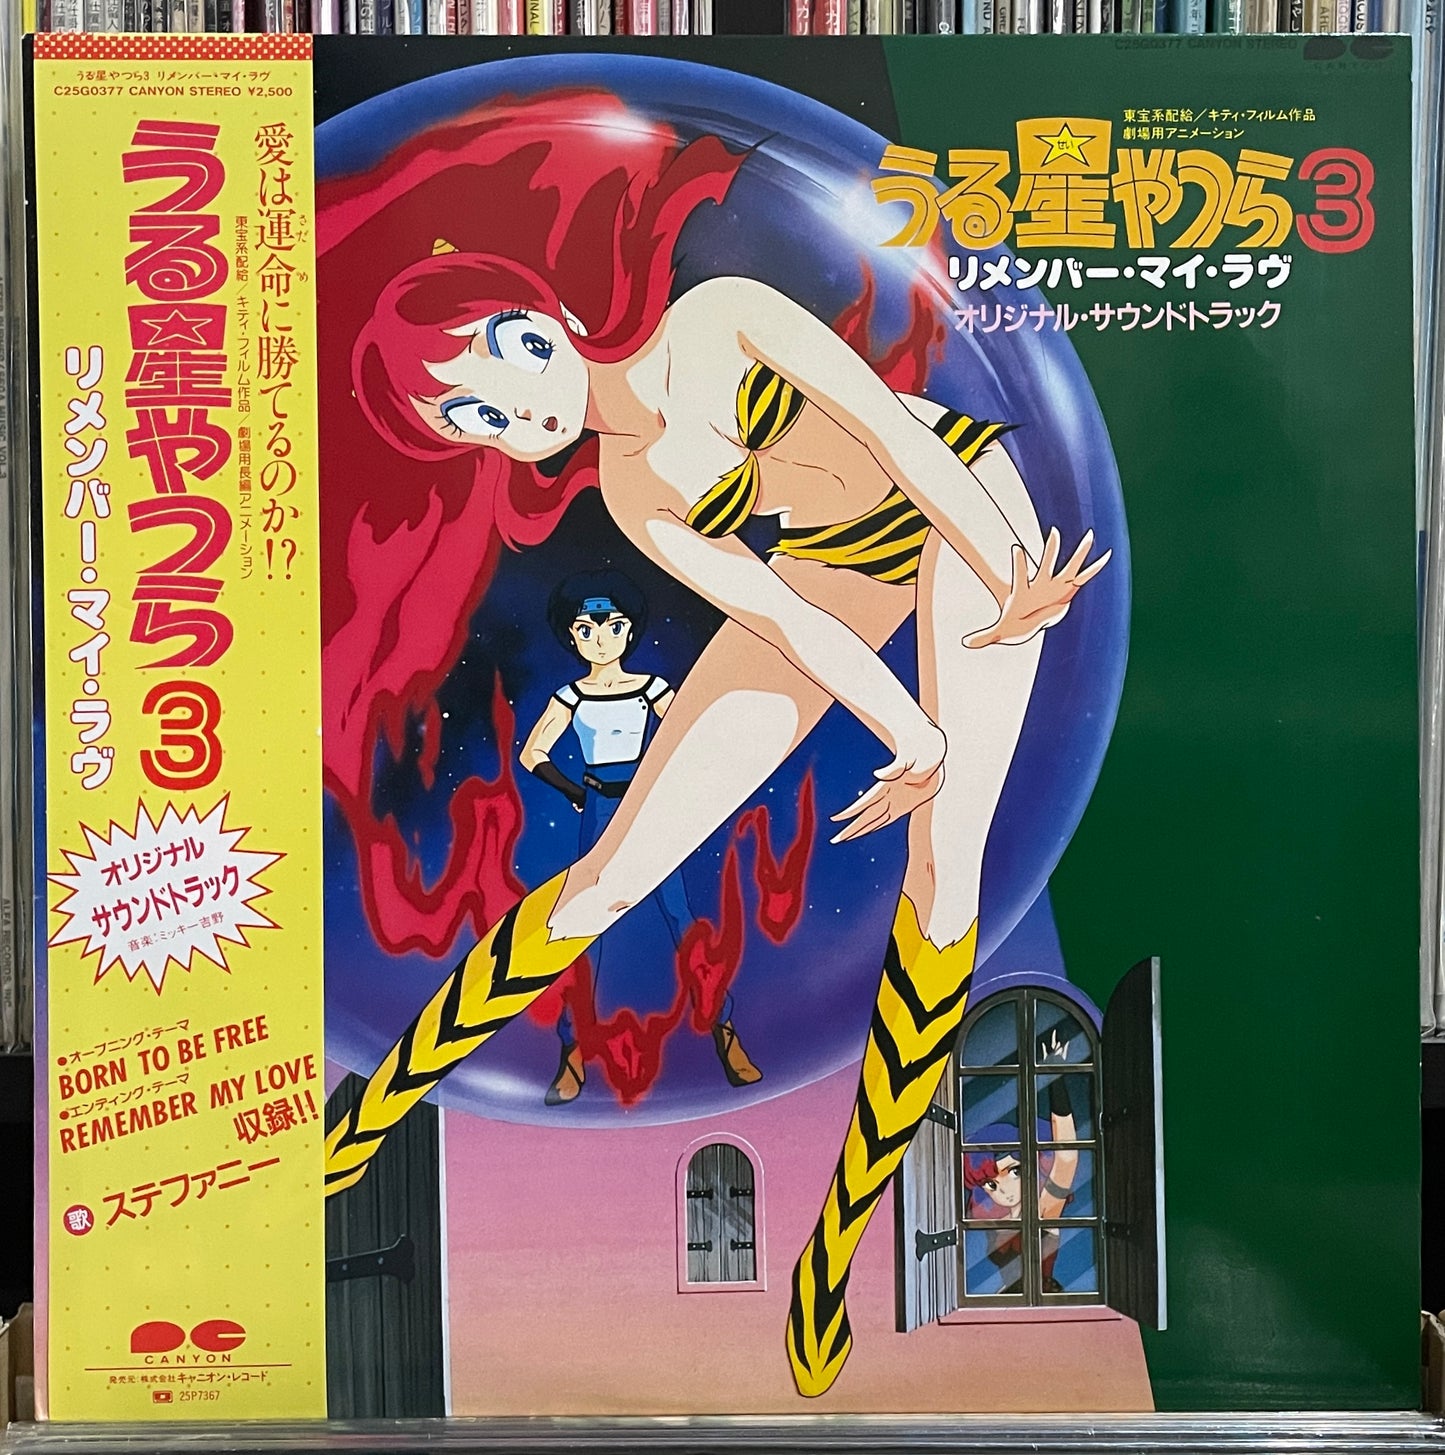 うる星やつら3 リメンバー・マイ・ラヴ
C25G0377 CANYON STEREO ¥2,500
愛は運命に勝てるのか!?
さだめ
東宝系配給／キティ・フィルム作品／劇場用長編アニメーション
うる星やつら3
リメンバー・マイ・ラヴ
オリジナル
サウンドトラック
音楽:ミッキー吉野
●オープニング・テーマ
BORN TO BE FREE
●エンディング・テーマ
REMEMBER MY LOVE
収録!!
歌 ステファニー
CANYON
発売元:株式会社キャニオン・レコード
25P7367
C25G0377 CANYON STEREO
CANYON
東宝系配給／キティ・フィルム作品
劇場用アニメーション
せい
うる星やつら3
リメンバー・マイ・ラヴ
オリジナル・サウンドトラック